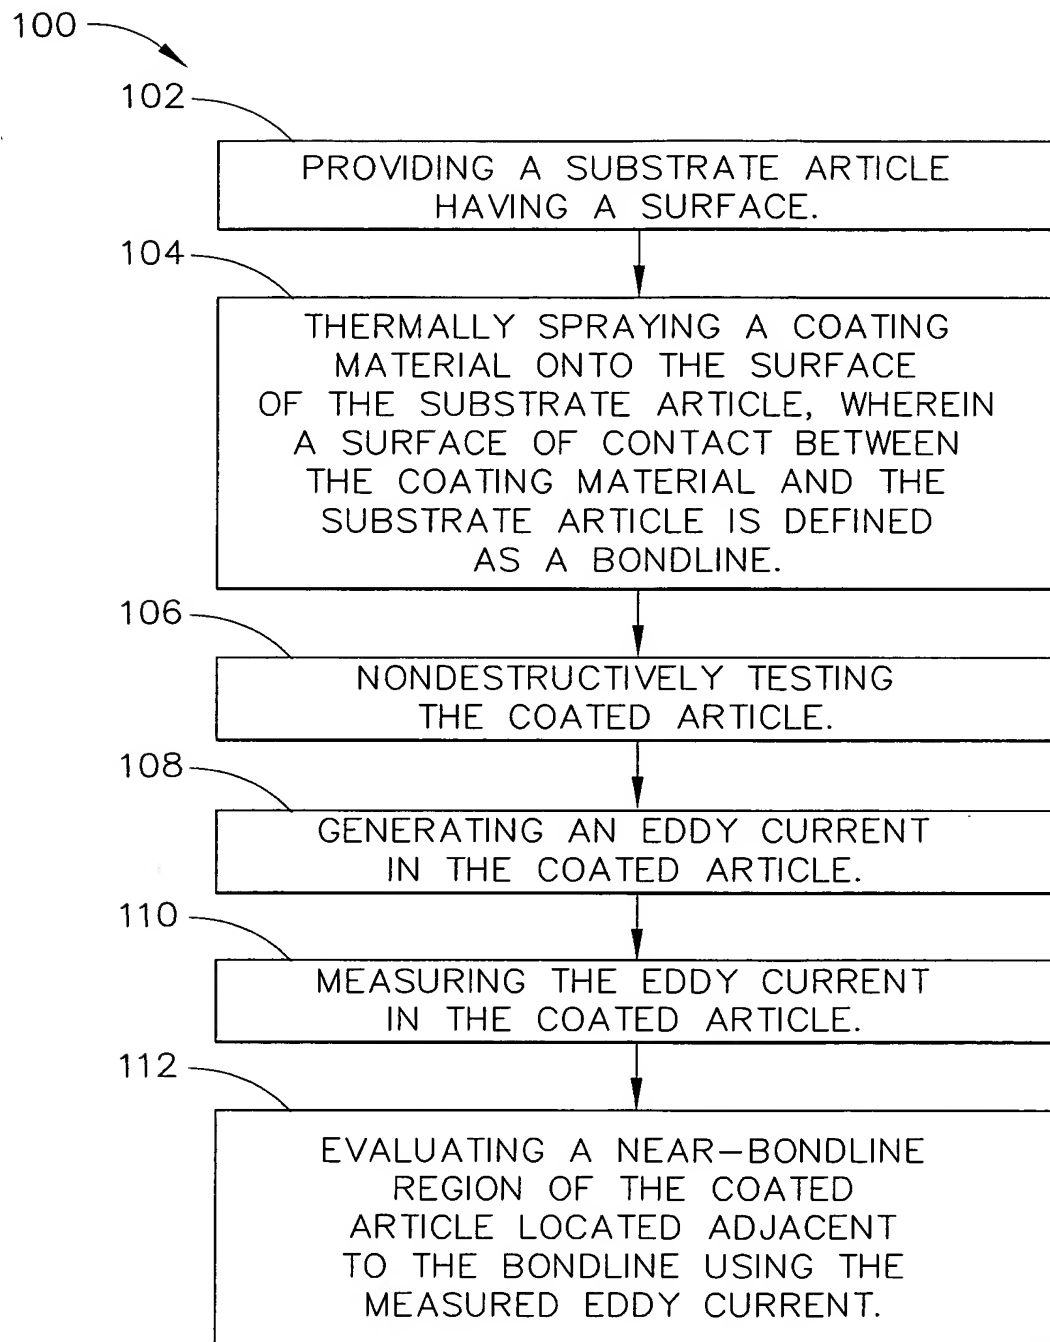 100
102
PROVIDING A SUBSTRATE ARTICLE
HAVING A SURFACE.
104
THERMALLY SPRAYING A COATING
MATERIAL ONTO THE SURFACE
OF THE SUBSTRATE ARTICLE, WHEREIN
A SURFACE OF CONTACT BETWEEN
THE COATING MATERIAL AND THE
SUBSTRATE ARTICLE IS DEFINED
AS A BONDLINE.
106
NONDESTRUCTIVELY TESTING
THE COATED ARTICLE.
108
GENERATING AN EDDY CURRENT
IN THE COATED ARTICLE.
110
MEASURING THE EDDY CURRENT
IN THE COATED ARTICLE.
112
EVALUATING A NEAR-BONDLINE
REGION OF THE COATED
ARTICLE LOCATED ADJACENT
TO THE BONDLINE USING THE
MEASURED EDDY CURRENT.